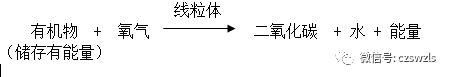 线粒体
有机物 + 氧气 二氧化碳 + 水 + 能量
（储存有能量）
微信号: czswzls